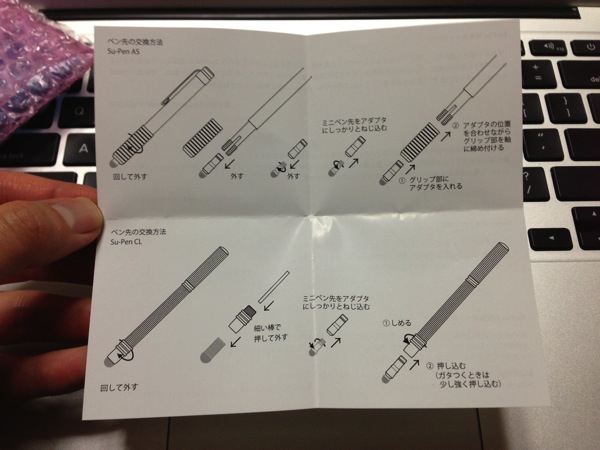 ペン先の交換方法
Su-Pen AS
回して外す
外す
外す
ミニペン先をアダプタ
にしっかりとねじ込む
① グリップ部に
アダプタを入れる
② アダプタの位置
を合わせながら
グリップ部を軸
に締め付ける
ペン先の交換方法
Su-Pen CL
回して外す
細い棒で
押して外す
ミニペン先をアダプタ
にしっかりとねじ込む
①しめる
② 押し込む
(ガタつくときは
少し強く押し込む)